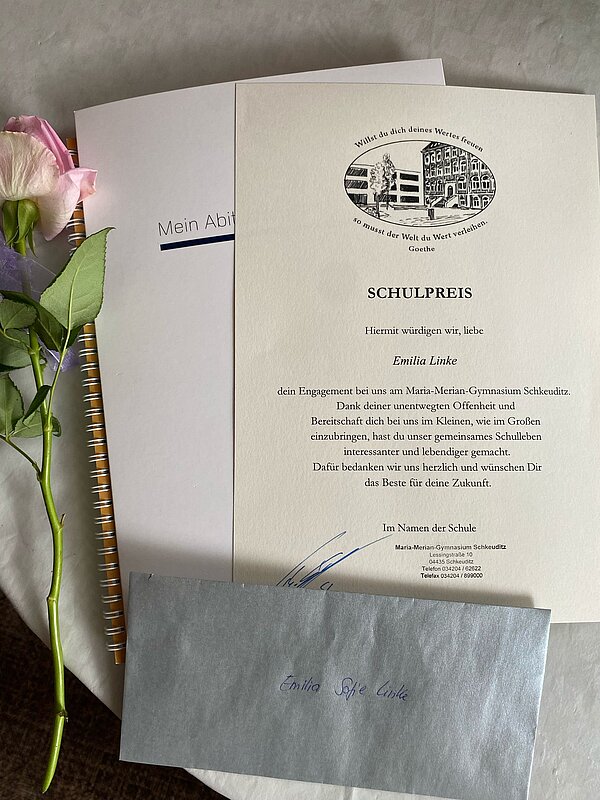 Mein Abit
Willst du dich deines Wertes freuen
so musst der Welt du Wert verleihen.
Goethe
SCHULPREIS
Hiermit würdigen wir, liebe
Emilia Linke
dein Engagement bei uns am Maria-Merian-Gymnasium Schkeuditz.
Dank deiner unentwegten Offenheit und
Bereitschaft dich bei uns im Kleinen, wie im Großen
einzubringen, hast du unser gemeinsames Schulleben
interessanter und lebendiger gemacht.
Dafür bedanken wir uns herzlich und wünschen Dir
das Beste für deine Zukunft.
Im Namen der Schule
Maria-Merian-Gymnasium Schkeuditz
Lessingstraße 10
04435 Schkeuditz
Telefon 034204 / 62622
Telefax 034204 / 899000
Emilia Sofie Linke